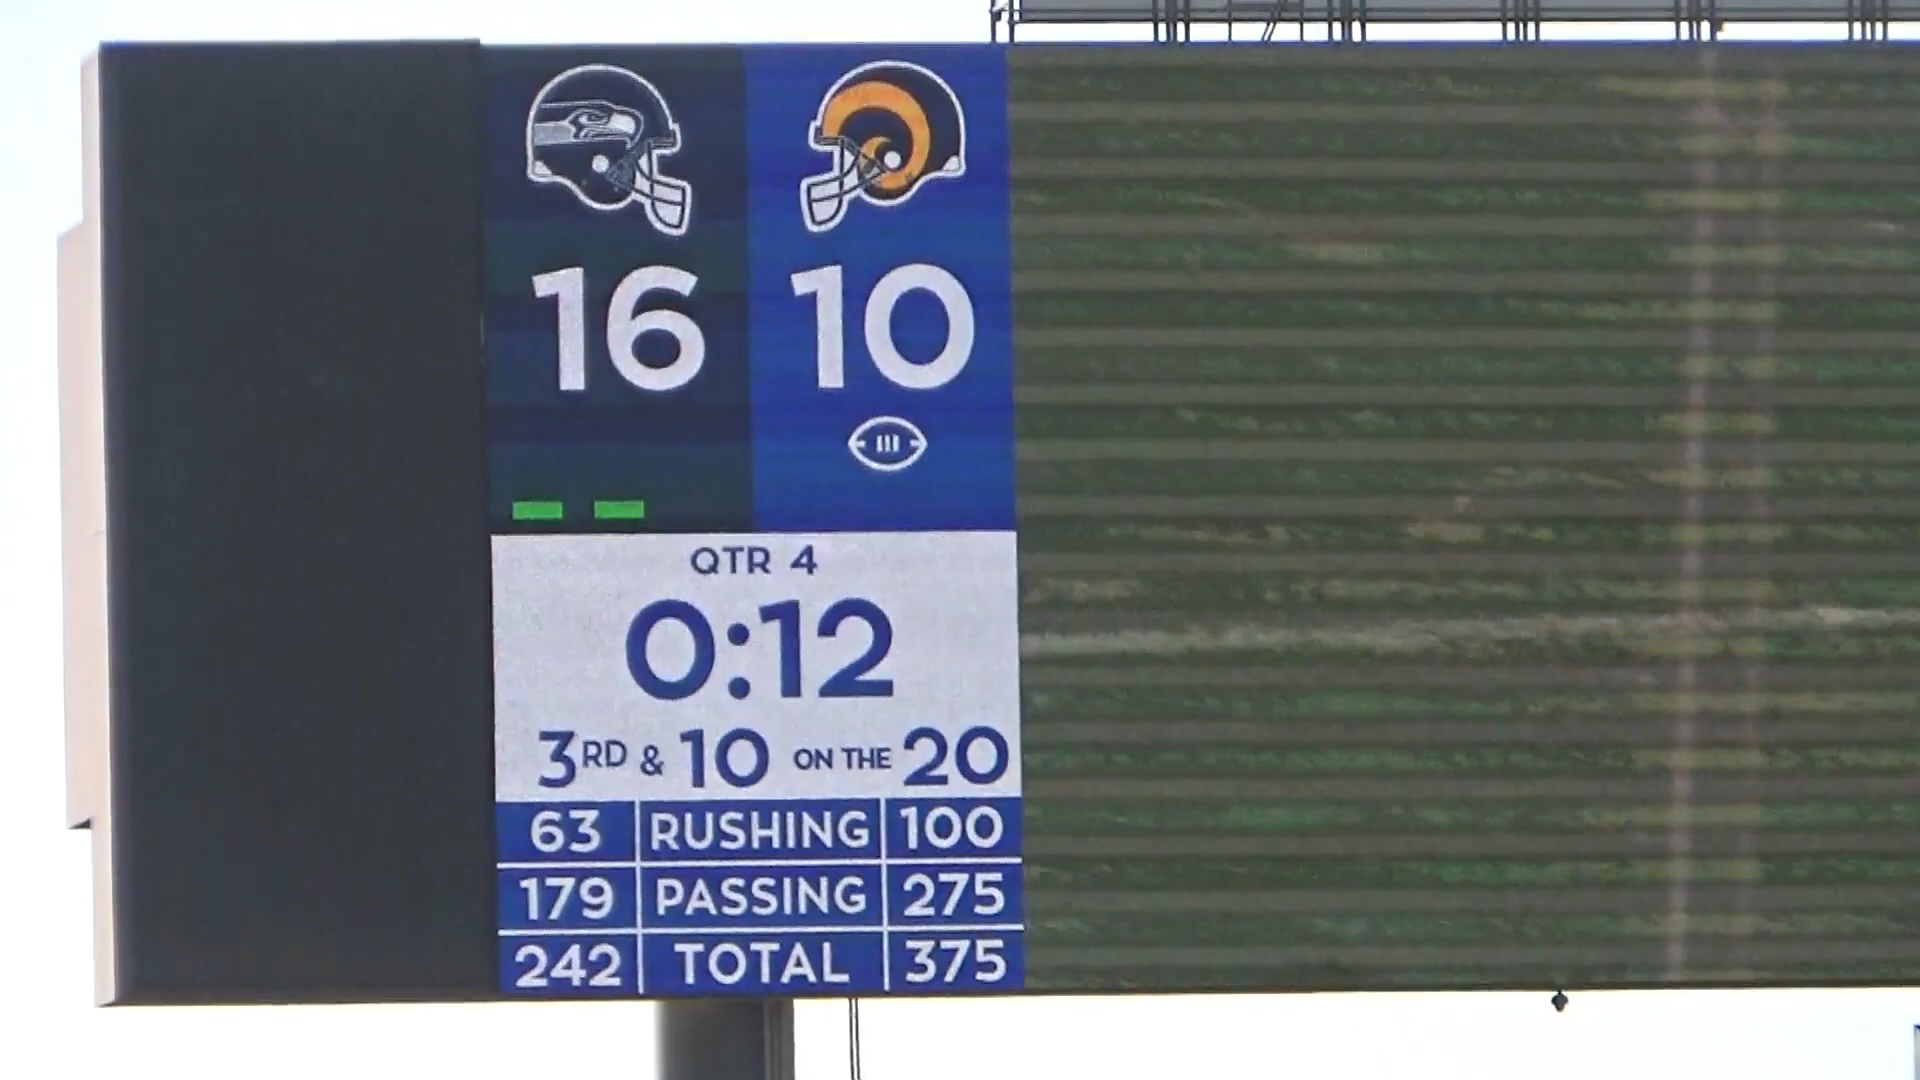 16 10
QTR 4
0:12
3RD & 10 ON THE 20
63 RUSHING 100
179 PASSING 275
242 TOTAL 375